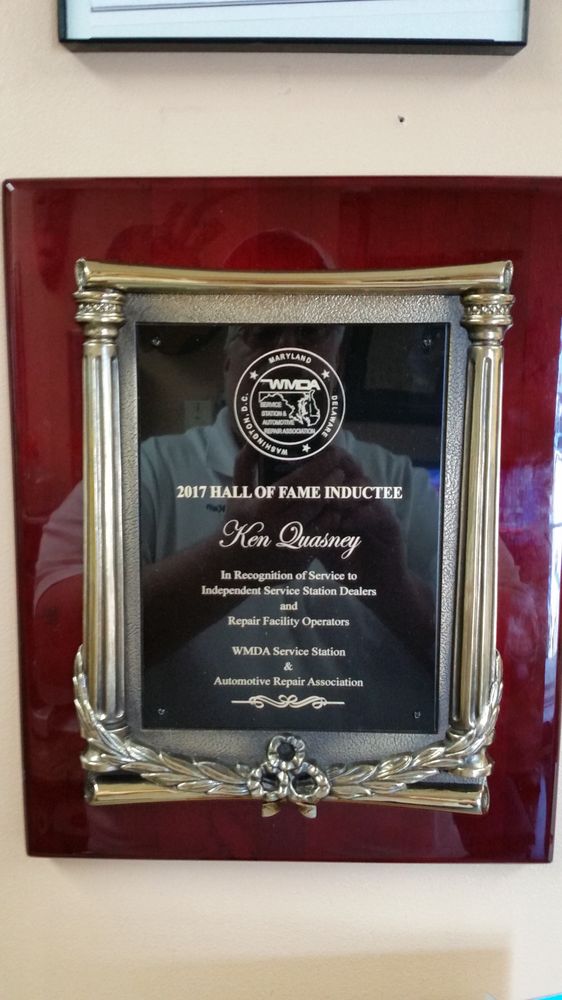 MARYLAND
WMDA
SERVICE
STATION &
AUTOMOTIVE
REPAIR ASSOCIATION
WASHINGTON, D.C.
DELAWARE
2017 HALL OF FAME INDUCTEE
Ken Quasney
In Recognition of Service to
Independent Service Station Dealers
and
Repair Facility Operators
WMDA Service Station
&
Automotive Repair Association